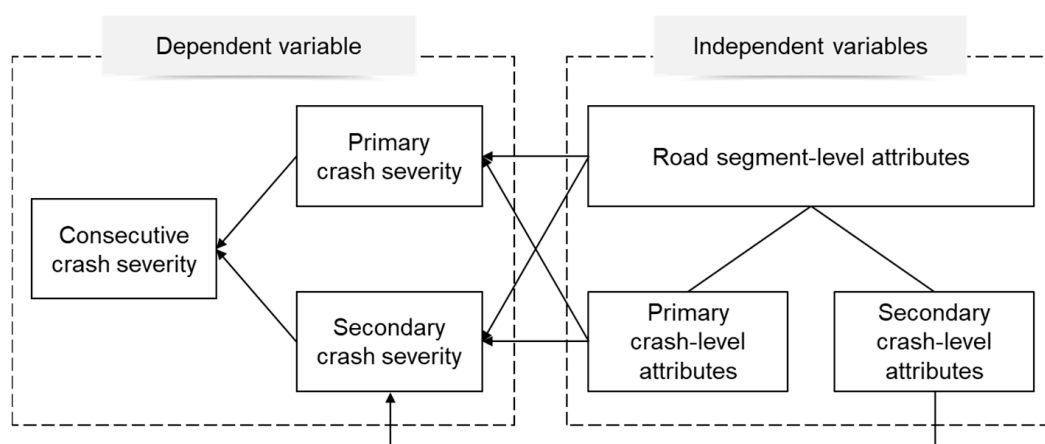 Dependent variable
Independent variables
Primary
crash severity
Road segment-level attributes
Consecutive
crash severity
Secondary
crash severity
Primary
crash-level
attributes
Secondary
crash-level
attributes